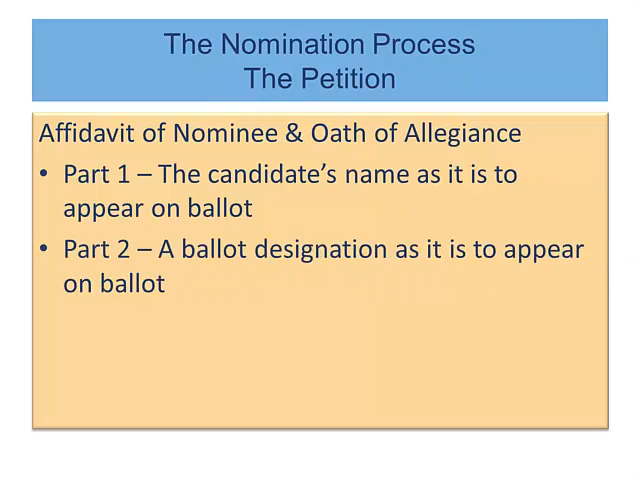 The Nomination Process
The Petition
Affidavit of Nominee & Oath of Allegiance
• Part 1 – The candidate’s name as it is to
appear on ballot
• Part 2 – A ballot designation as it is to appear
on ballot